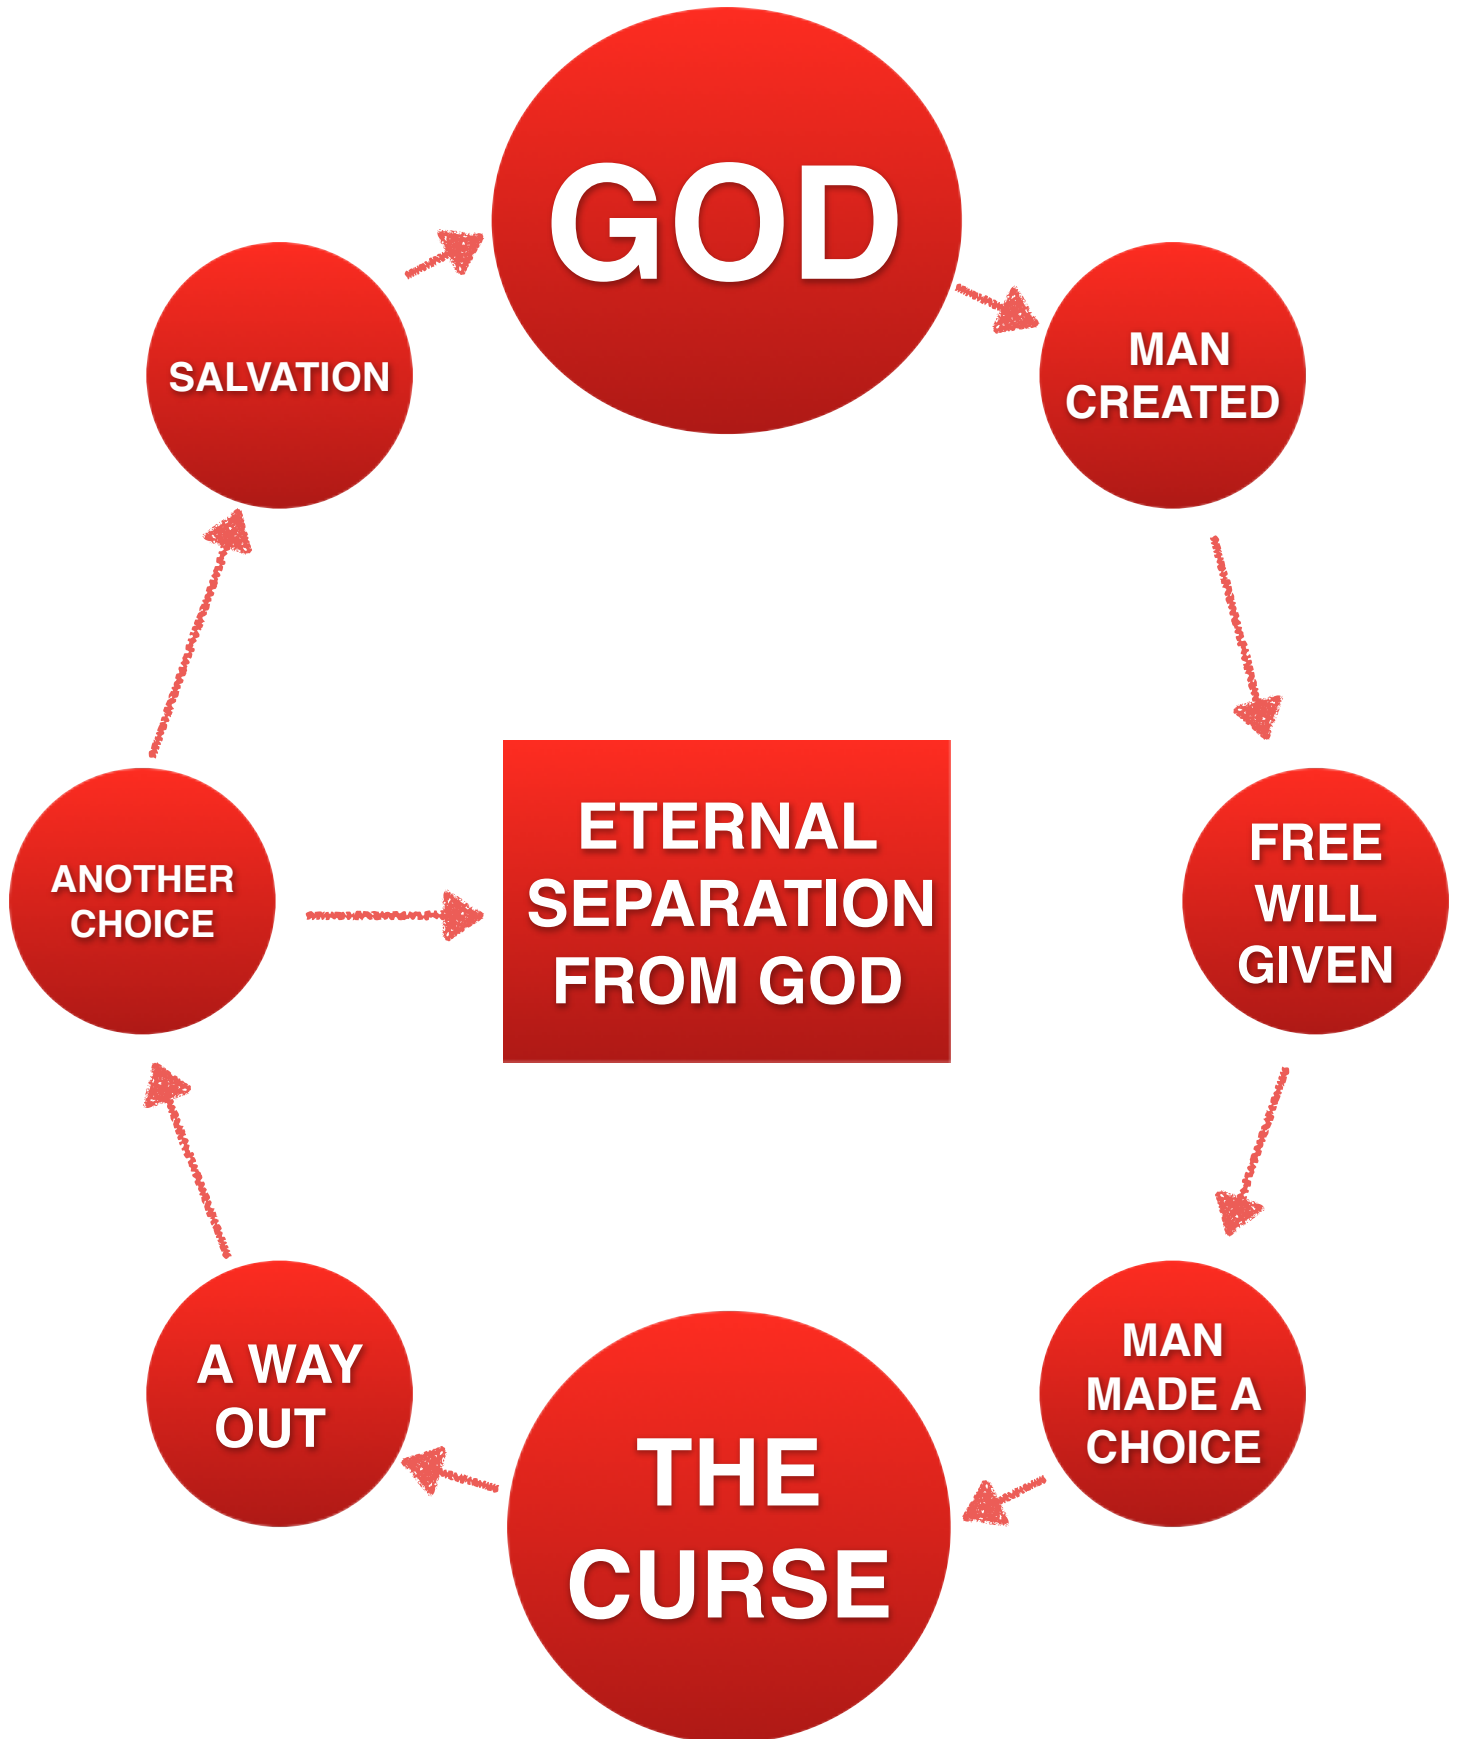 GOD
MAN
CREATED
FREE
WILL
GIVEN
MAN
MADE A
CHOICE
THE
CURSE
A WAY
OUT
ANOTHER
CHOICE
SALVATION
ETERNAL
SEPARATION
FROM GOD